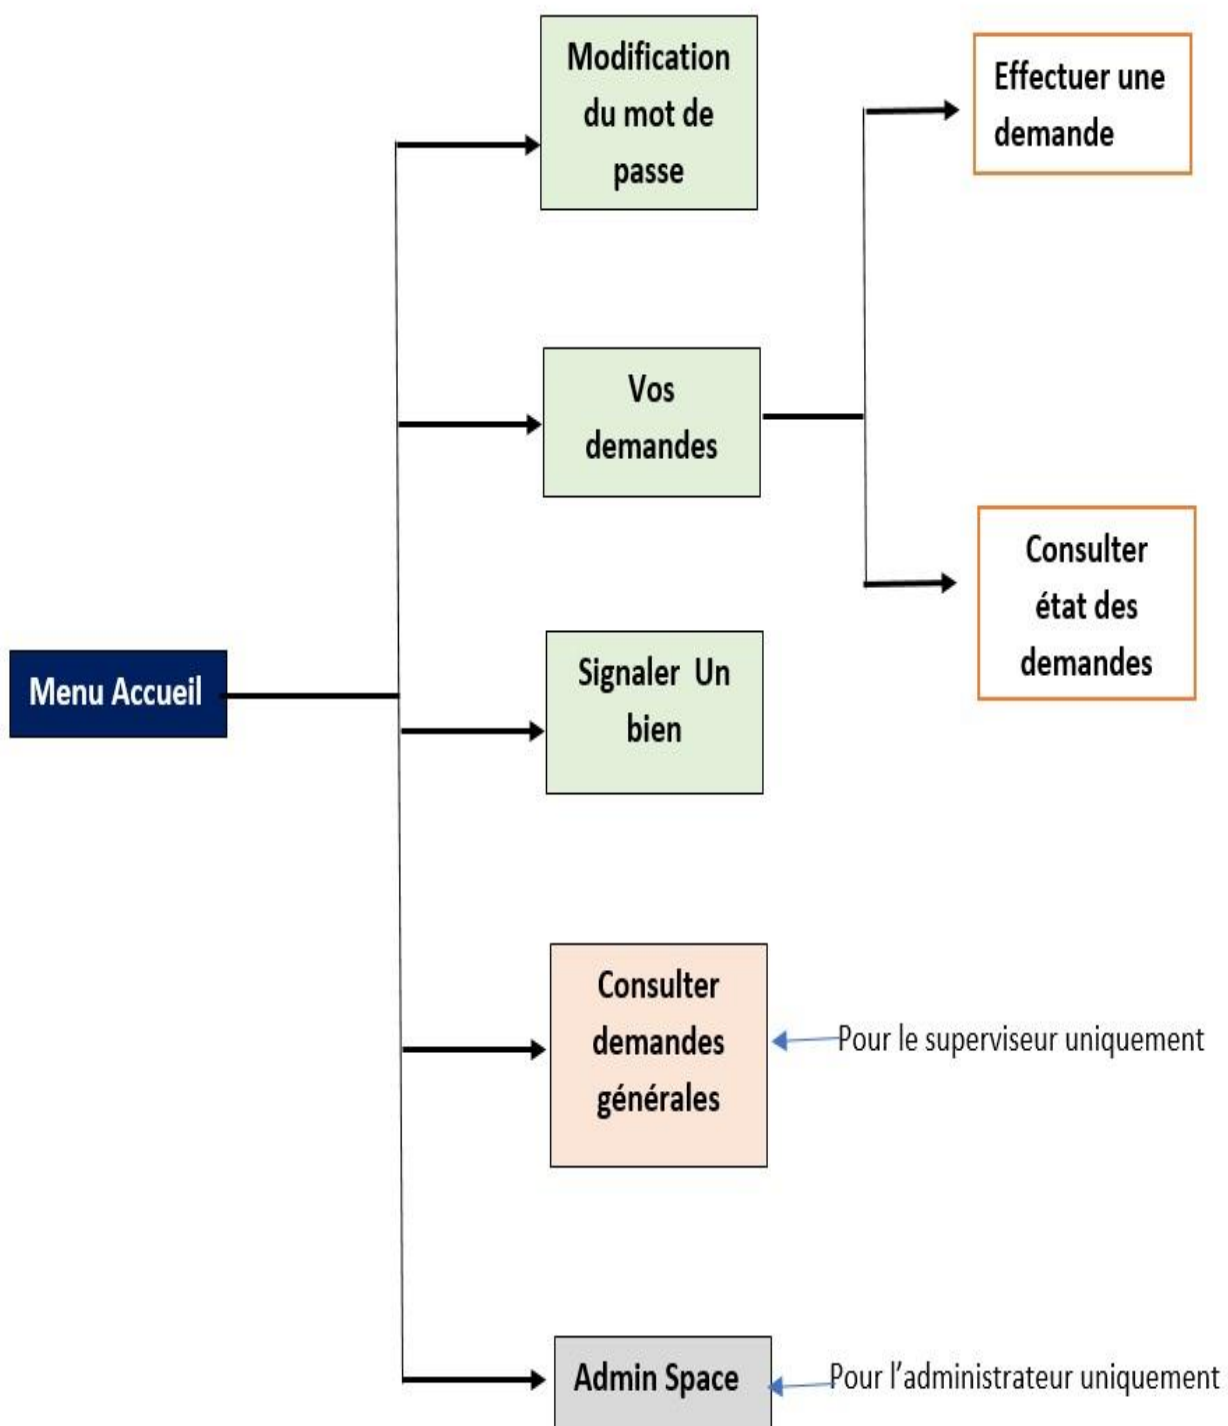 Modification
du mot de
passe
Effectuer une
demande
Vos
demandes
Consulter
état des
demandes
Menu Accueil
Signaler Un
bien
Consulter
demandes
générales
Pour le superviseur uniquement
Admin Space
Pour l’administrateur uniquement